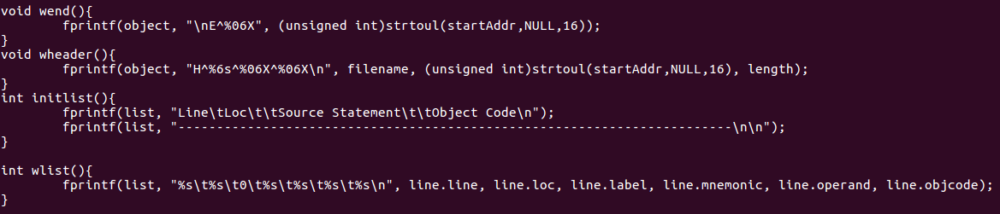 void wend(){
        fprintf(object, "\nE^%06X", (unsigned int)strtoul(startAddr,NULL,16));
}
void wheader(){
        fprintf(object, "H^%6s^%06X^%06X\n", filename, (unsigned int)strtoul(startAddr,NULL,16), length);
}
int initlist(){
        fprintf(list, "Line\tLoc\t\tSource Statement\t\tObject Code\n");
        fprintf(list, "------------------------------------------------------------------------\n\n");
}

int wlist(){
        fprintf(list, "%s\t%s\t0\t%s\t%s\t%s\t%s\n", line.line, line.loc, line.label, line.mnemonic, line.operand, line.objcode);
}